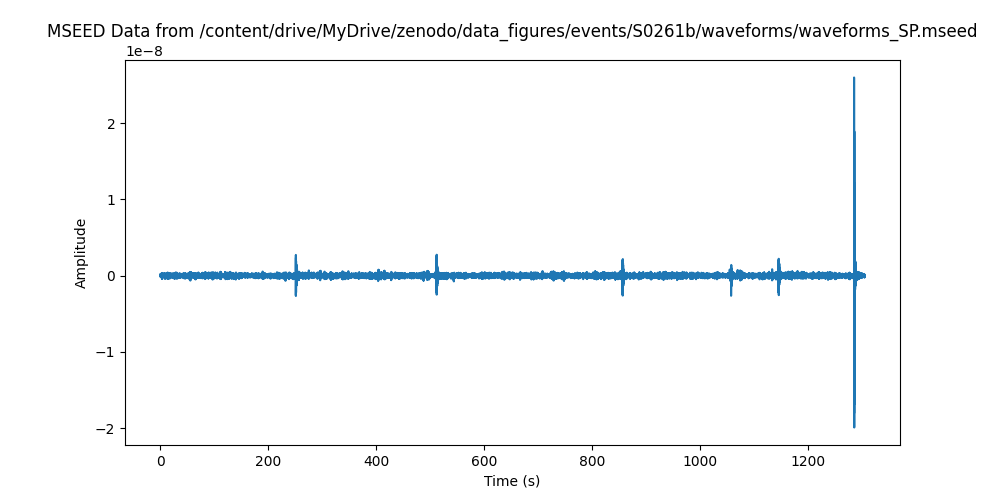 MSEED Data from /content/drive/MyDrive/zenodo/data_figures/events/S0261b/waveforms/waveforms_SP.mseed
1e−8
2
1
0
−1
−2
Amplitude
0 200 400 600 800 1000 1200
Time (s)